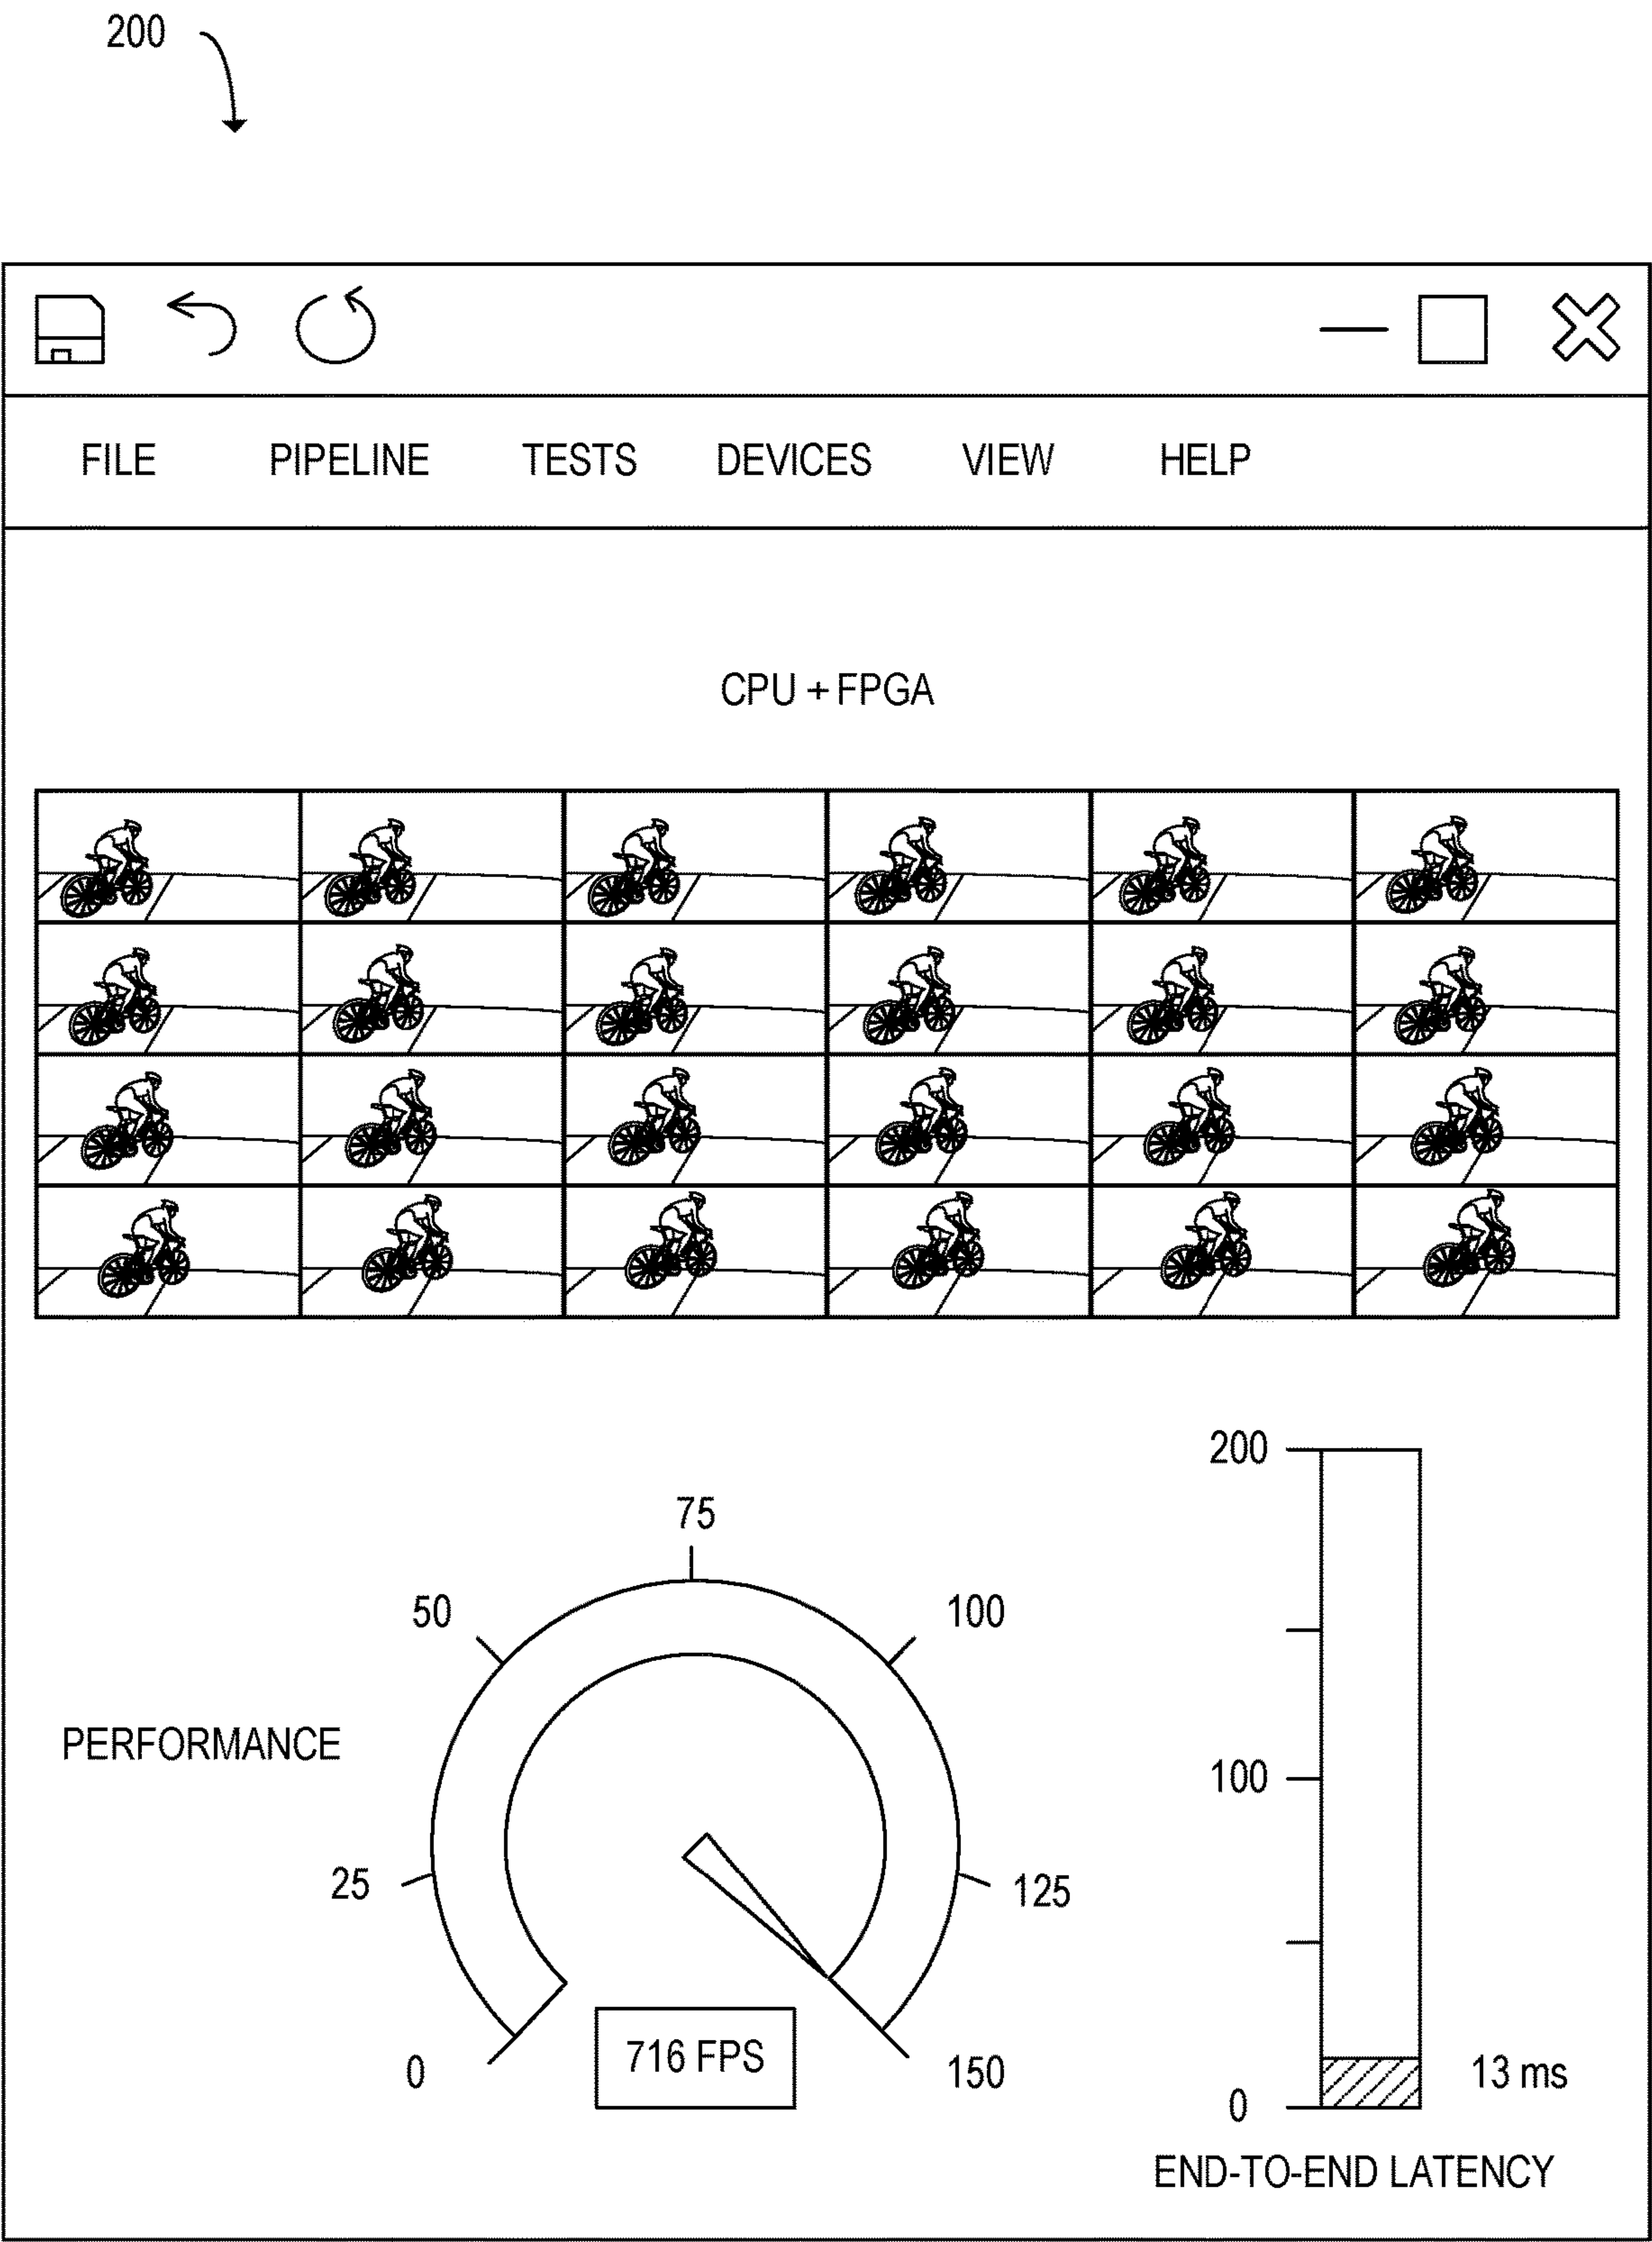 200
FILE PIPELINE TESTS DEVICES VIEW HELP
CPU + FPGA
200
75
50
100
PERFORMANCE
100
25
125
716 FPS
0
150
13 ms
0
END-TO-END LATENCY